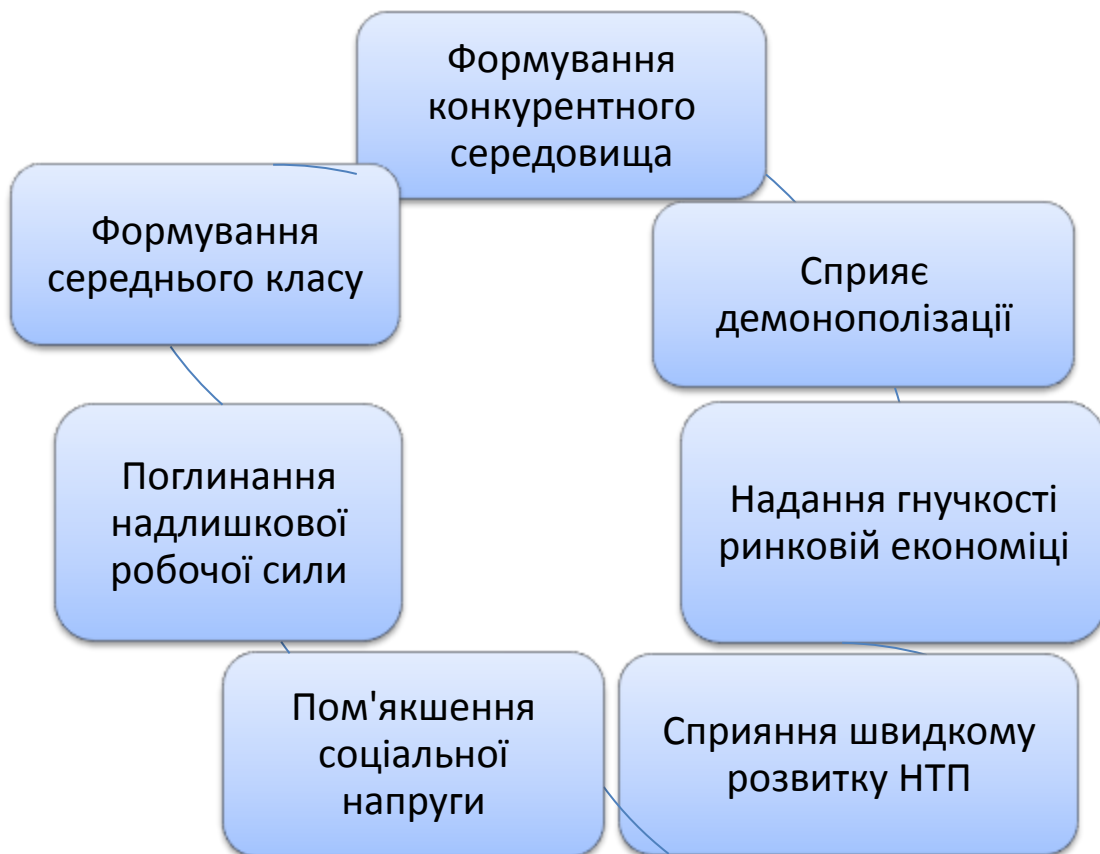 Формування
конкурентного
середовища
Сприяє
демонополізації
Надання гнучкості
ринковій економіці
Сприяння швидкому
розвитку НТП
Пом'якшення
соціальної
напруги
Поглинання
надлишкової
робочої сили
Формування
середнього класу